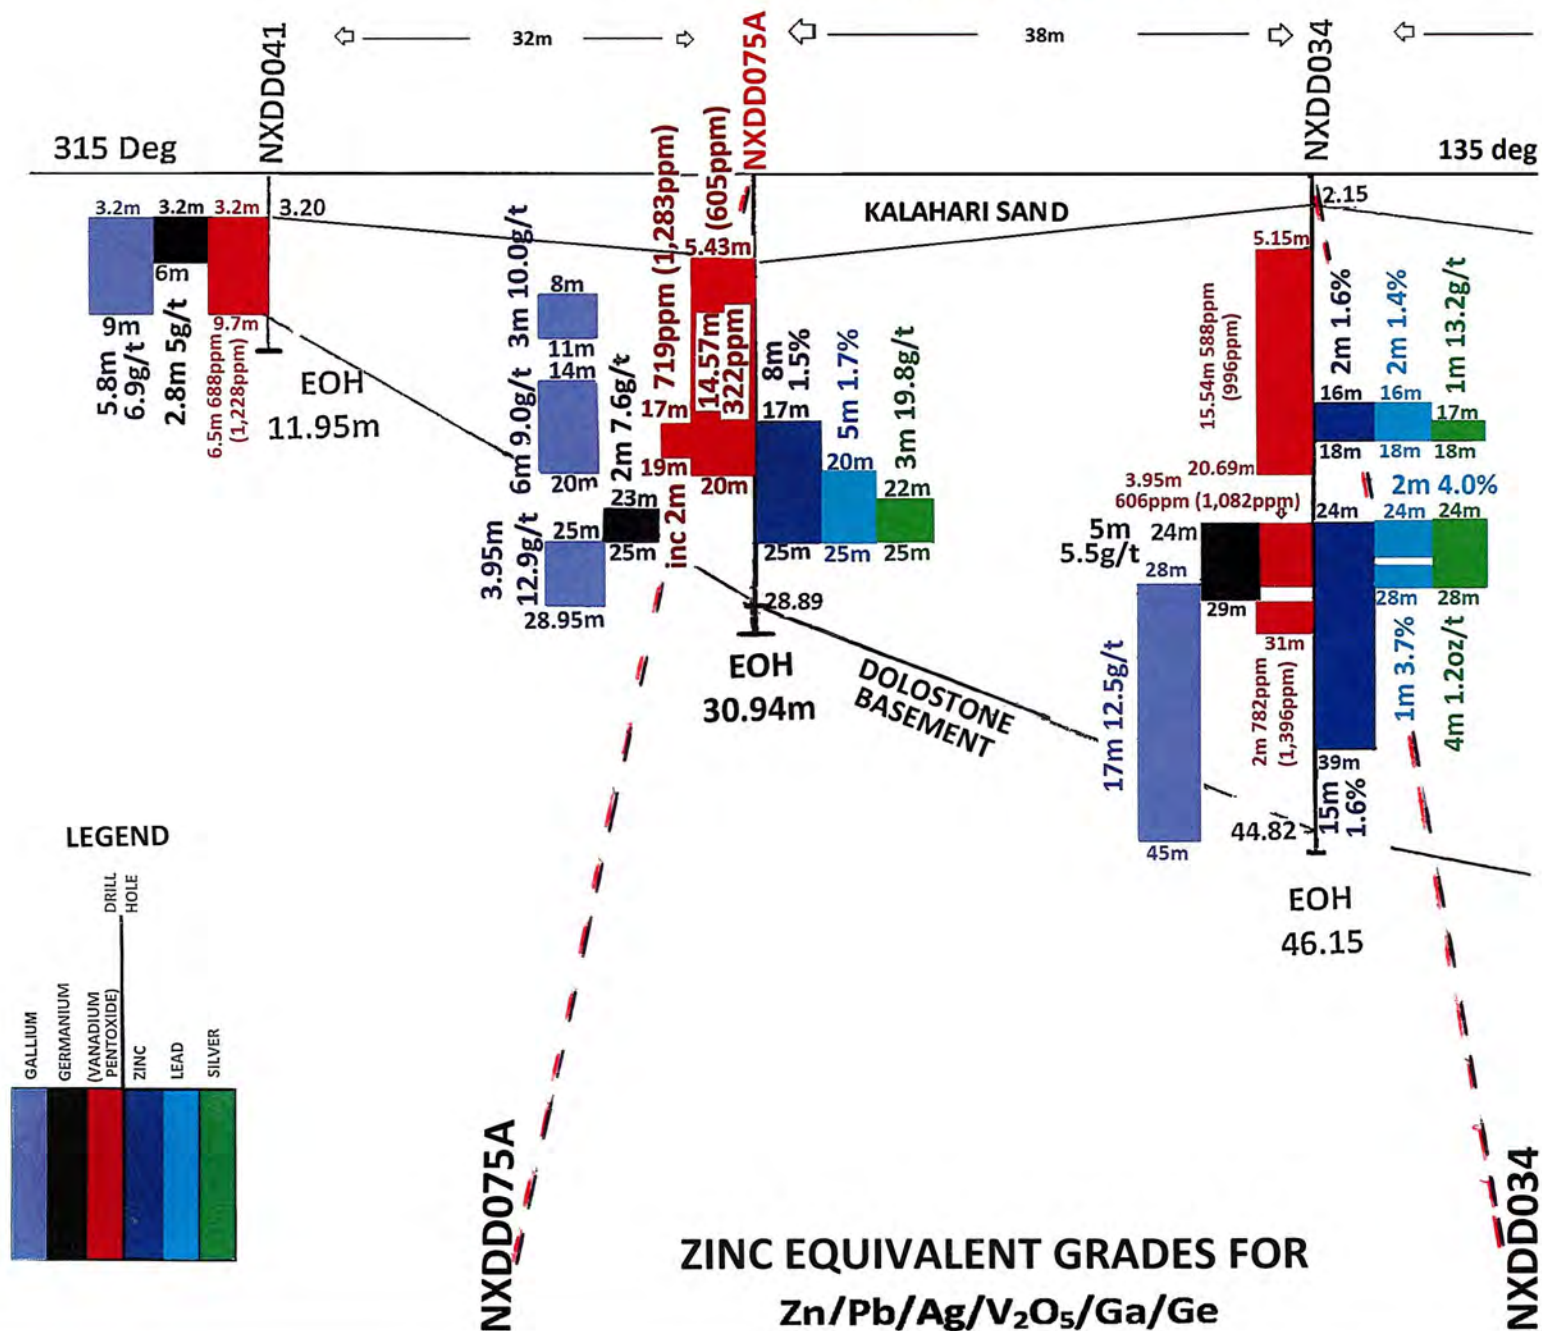 NXDD041
32m
NXDD075A
38m
NXDD034
315 Deg
135 deg
3.2m
3.2m
3.2m
3.20
6m
9m
9.7m
5.8m
6.9g/t
2.8m 5g/t
6.5m 688ppm
(1,228ppm)
EOH
11.95m
3m 10.0g/t
8m
11m
14m
6m 9.0g/t
20m
2m 7.6g/t
23m
25m
25m
3.95m
12.9g/t
28.95m
inc 2m
719ppm (1,283ppm)
17m
19m
(605ppm)
5.43m
14.57m
322ppm
20m
KALAHARI SAND
8m
1.5%
17m
25m
5m 1.7%
20m
25m
3m 19.8g/t
22m
25m
28.89
EOH
30.94m
DOLOSTONE
BASEMENT
2.15
5.15m
15.54m 588ppm
(996ppm)
20.69m
3.95m
606ppm (1,082ppm)
2m 1.6%
16m
18m
2m 1.4%
16m
18m
1m 13.2g/t
17m
18m
2m 4.0%
5m
5.5g/t
24m
29m
28m
17m 12.5g/t
45m
31m
2m 782ppm
(1,396ppm)
24m
39m
15m
1.6%
24m
28m
1m 3.7%
24m
28m
4m 1.2oz/t
44.82
EOH
46.15
LEGEND
DRILL
HOLE
GALLIUM
GERMANIUM
(VANADIUM
PENTOXIDE)
ZINC
LEAD
SILVER
NXDD075A
NXDD034
ZINC EQUIVALENT GRADES FOR
Zn/Pb/Ag/V₂O₅/Ga/Ge